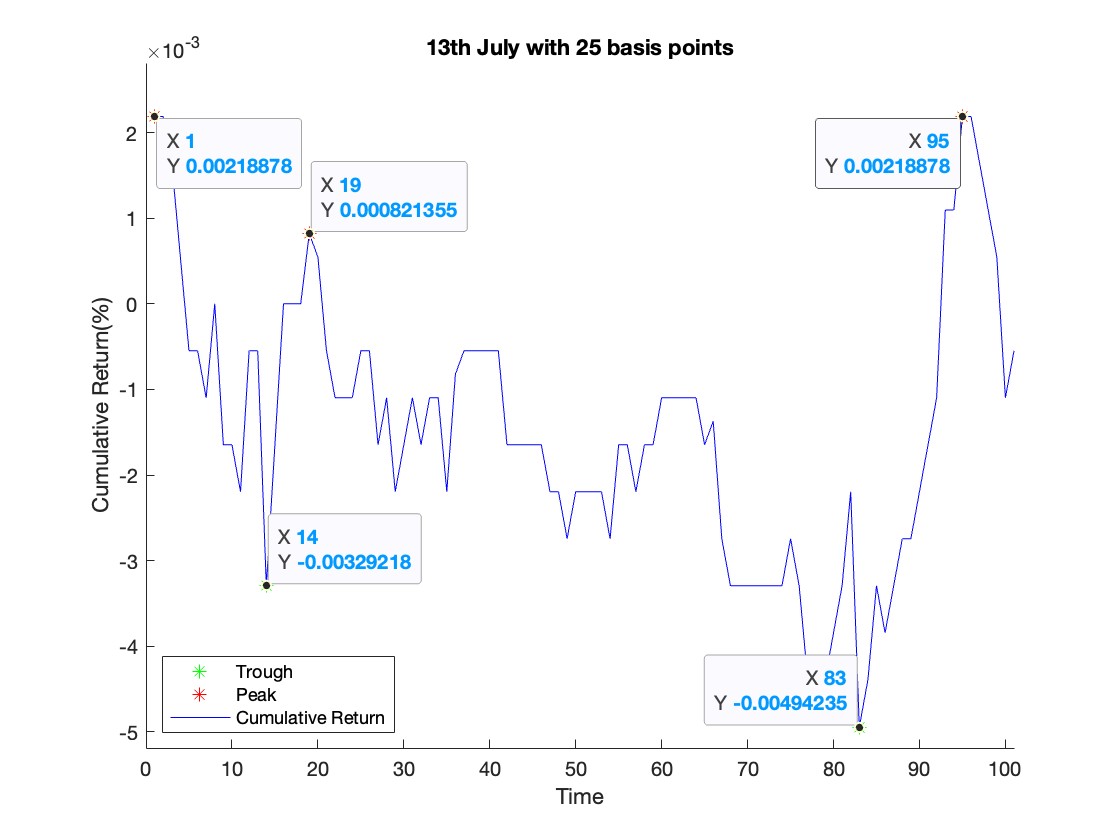 13th July with 25 basis points
×10-3
X 1
Y 0.00218878
X 95
Y 0.00218878
X 19
Y 0.000821355
X 14
Y -0.00329218
X 83
Y -0.00494235
2
1
0
-1
-2
-3
-4
-5
Cumulative Return(%)
Trough
Peak
Cumulative Return
0 10 20 30 40 50 60 70 80 90 100
Time